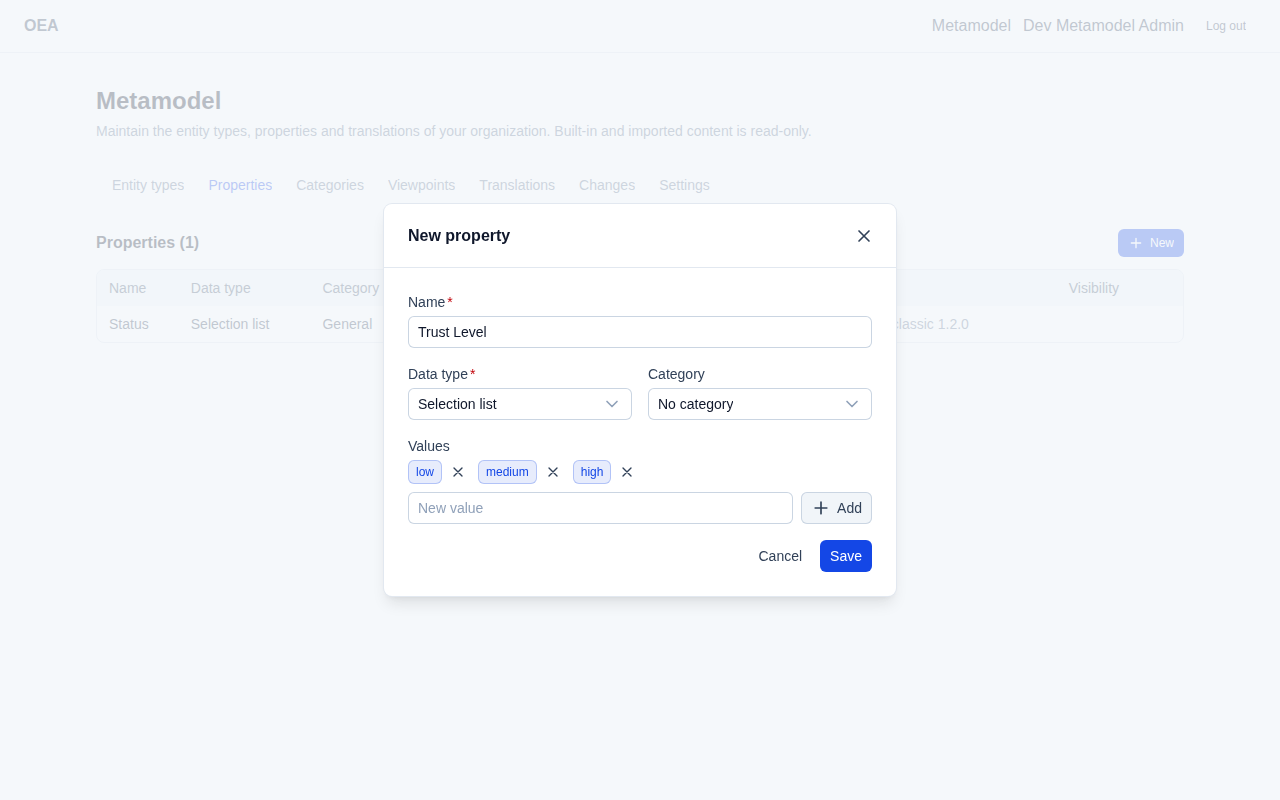 OEA
Metamodel Dev Metamodel Admin Log out
Metamodel
Maintain the entity types, properties and translations of your organization. Built-in and imported content is read-only.
Entity types Properties Categories Viewpoints Translations Changes Settings
Properties (1)
New
Name Data type Category Visibility
Status Selection list General classic 1.2.0
New property
Name*
Trust Level
Data type* Category
Selection list No category
Values
low medium high
New value Add
Cancel Save